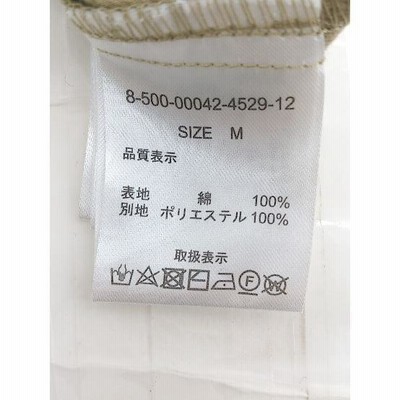 8-500-00042-4529-12
SIZE M
品質表示
表地 綿 100%
別地 ポリエステル 100%
取扱表示
F W